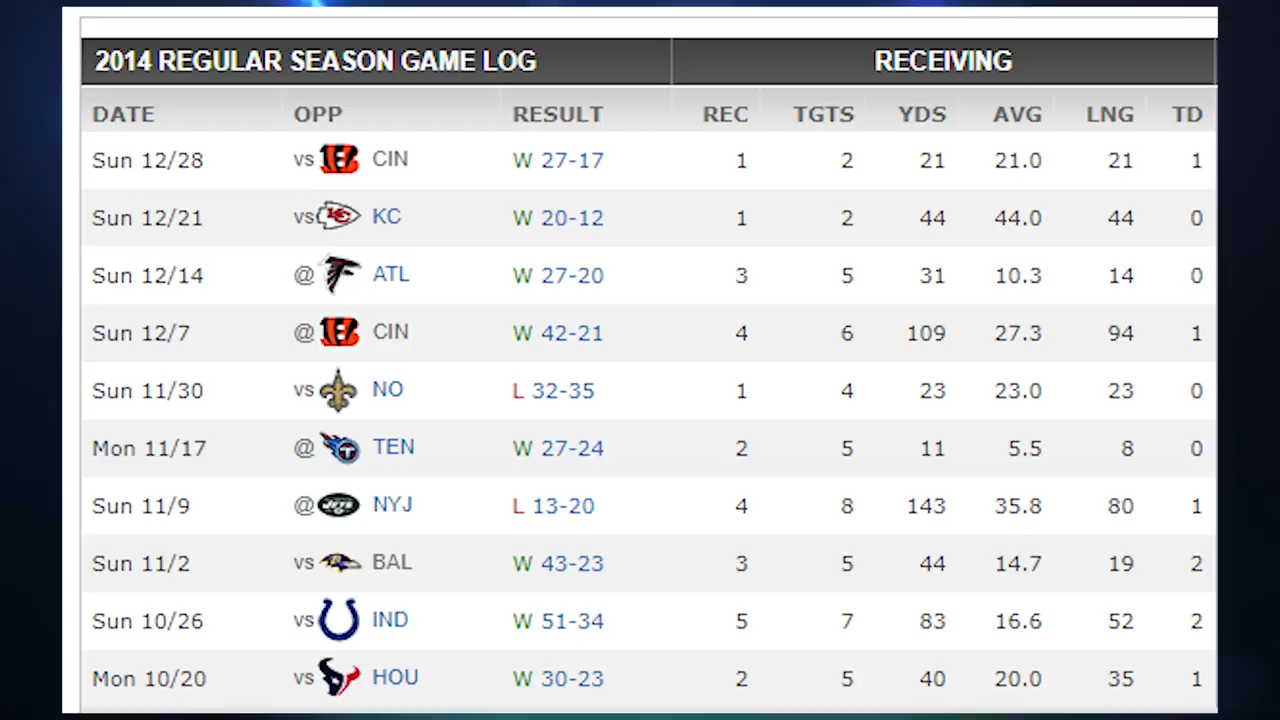 2014 REGULAR SEASON GAME LOG RECEIVING
DATE OPP RESULT REC TGTS YDS AVG LNG TD
Sun 12/28 vs CIN W 27-17 1 2 21 21.0 21 1
Sun 12/21 vs KC W 20-12 1 2 44 44.0 44 0
Sun 12/14 @ ATL W 27-20 3 5 31 10.3 14 0
Sun 12/7 @ CIN W 42-21 4 6 109 27.3 94 1
Sun 11/30 vs NO L 32-35 1 4 23 23.0 23 0
Mon 11/17 @ TEN W 27-24 2 5 11 5.5 8 0
Sun 11/9 @ NYJ L 13-20 4 8 143 35.8 80 1
Sun 11/2 vs BAL W 43-23 3 5 44 14.7 19 2
Sun 10/26 vs IND W 51-34 5 7 83 16.6 52 2
Mon 10/20 vs HOU W 30-23 2 5 40 20.0 35 1